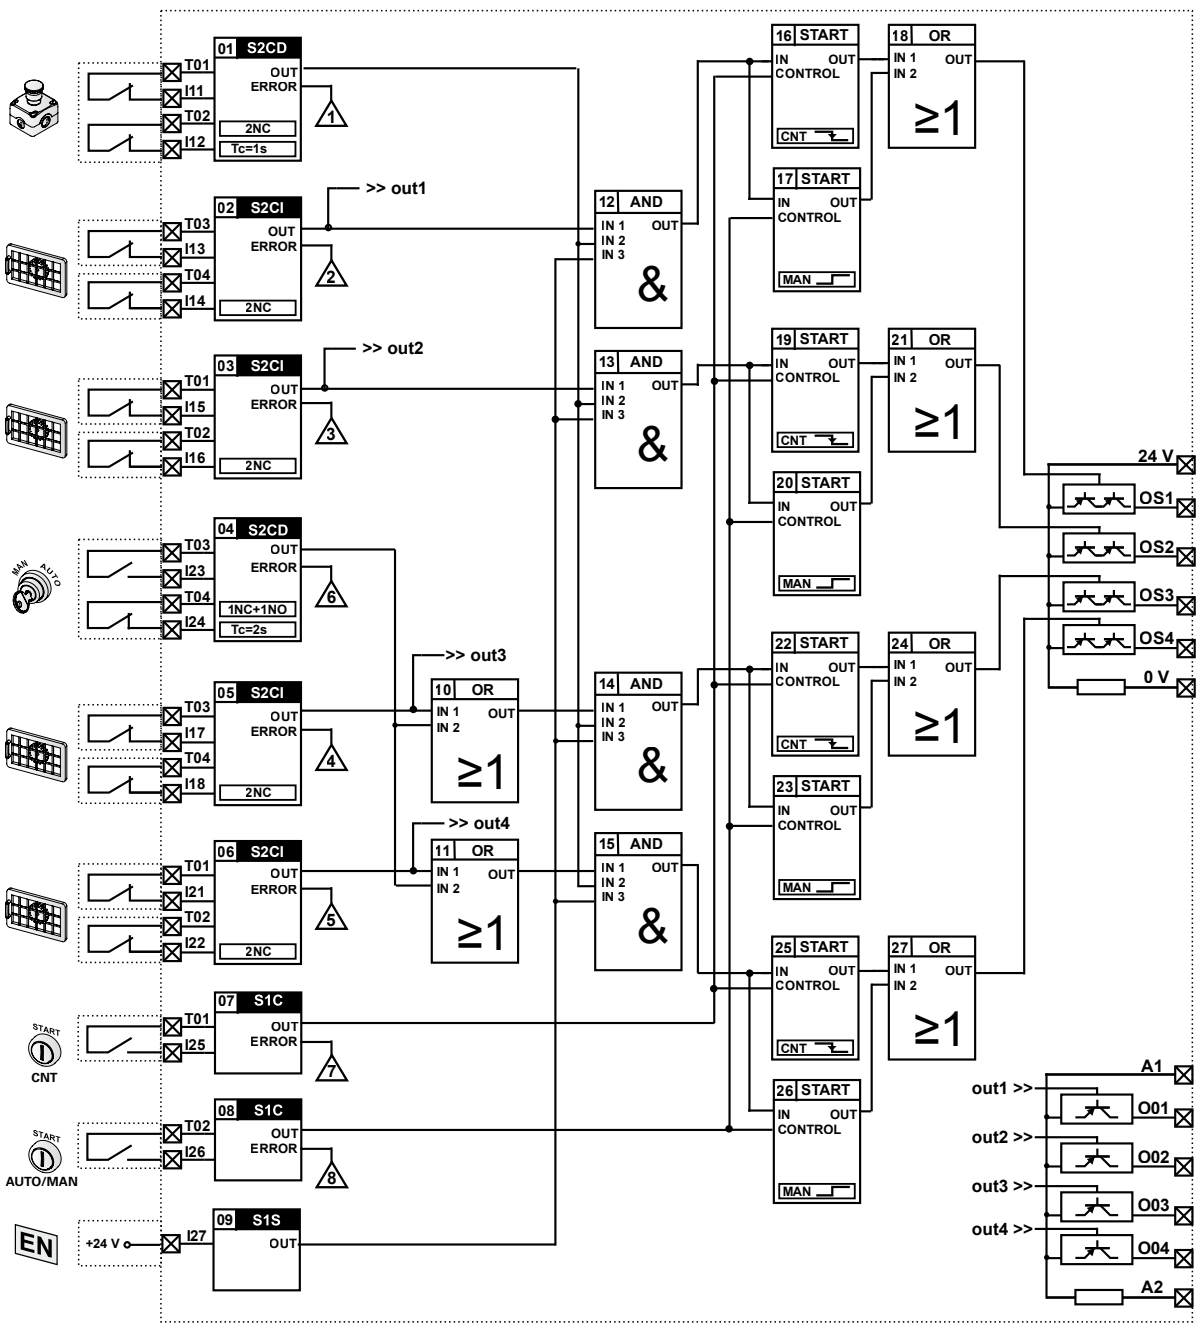 01 S2CD
T01
OUT
I11
ERROR
1
T02
2NC
I12
Tc=1s
>> out1
02 S2CI
T03
OUT
I13
ERROR
2
T04
I14
2NC
>> out2
03 S2CI
T01
OUT
I15
ERROR
3
T02
I16
2NC
MAN AUTO
04 S2CD
T03
OUT
I23
ERROR
6
T04
1NC+1NO
I24
Tc=2s
>> out3
05 S2CI
T03
OUT
I17
ERROR
4
T04
I18
2NC
>> out4
06 S2CI
T01
OUT
I21
ERROR
5
T02
I22
2NC
START
CNT
07 S1C
T01
OUT
I25
ERROR
7
START
AUTO/MAN
08 S1C
T02
OUT
I26
ERROR
8
EN
+24 V
09 S1S
I27
OUT
10 OR
IN 1 OUT
IN 2
≥1
11 OR
IN 1 OUT
IN 2
≥1
12 AND
IN 1 OUT
IN 2
IN 3
&
13 AND
IN 1 OUT
IN 2
IN 3
&
14 AND
IN 1 OUT
IN 2
IN 3
&
15 AND
IN 1 OUT
IN 2
IN 3
&
16 START
IN OUT
CONTROL
CNT
17 START
IN OUT
CONTROL
MAN
18 OR
IN 1 OUT
IN 2
≥1
19 START
IN OUT
CONTROL
CNT
20 START
IN OUT
CONTROL
MAN
21 OR
IN 1 OUT
IN 2
≥1
22 START
IN OUT
CONTROL
CNT
23 START
IN OUT
CONTROL
MAN
24 OR
IN 1 OUT
IN 2
≥1
25 START
IN OUT
CONTROL
CNT
26 START
IN OUT
CONTROL
MAN
27 OR
IN 1 OUT
IN 2
≥1
24 V
OS1
OS2
OS3
OS4
0 V
A1
out1 >>
O01
out2 >>
O02
out3 >>
O03
out4 >>
O04
A2